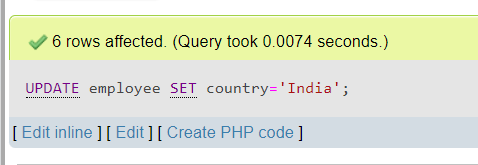 6 rows affected. (Query took 0.0074 seconds.)
UPDATE employee SET country='India';
[ Edit inline ] [ Edit ] [ Create PHP code ]